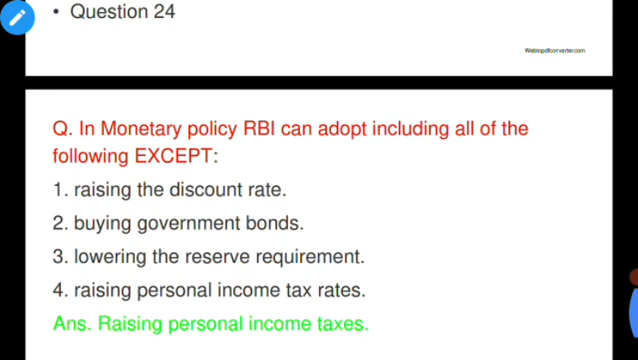 • Question 24
Webtopdfconverter.com
Q. In Monetary policy RBI can adopt including all of the
following EXCEPT:
1. raising the discount rate.
2. buying government bonds.
3. lowering the reserve requirement.
4. raising personal income tax rates.
Ans. Raising personal income taxes.